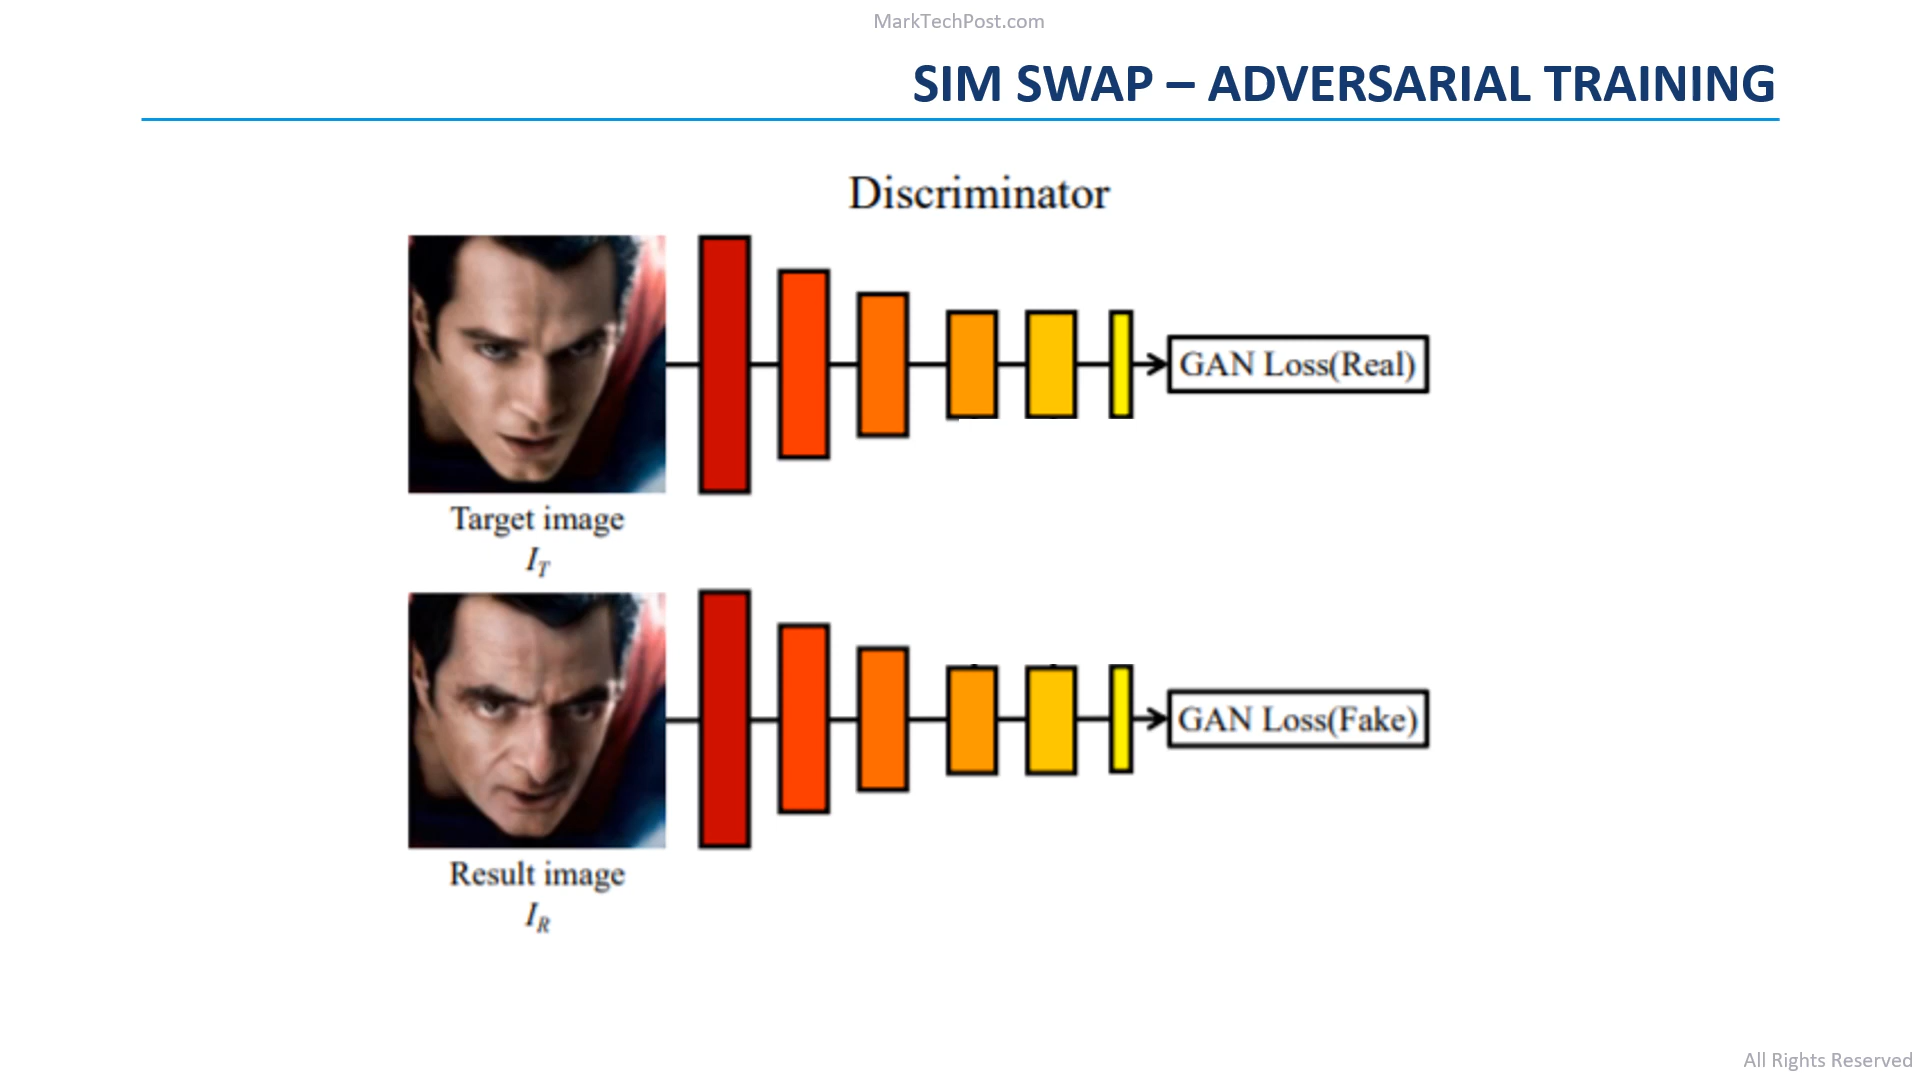 MarkTechPost.com
SIM SWAP – ADVERSARIAL TRAINING
Discriminator
GAN Loss(Real)
Target image
I_T
GAN Loss(Fake)
Result image
I_R
All Rights Reserved